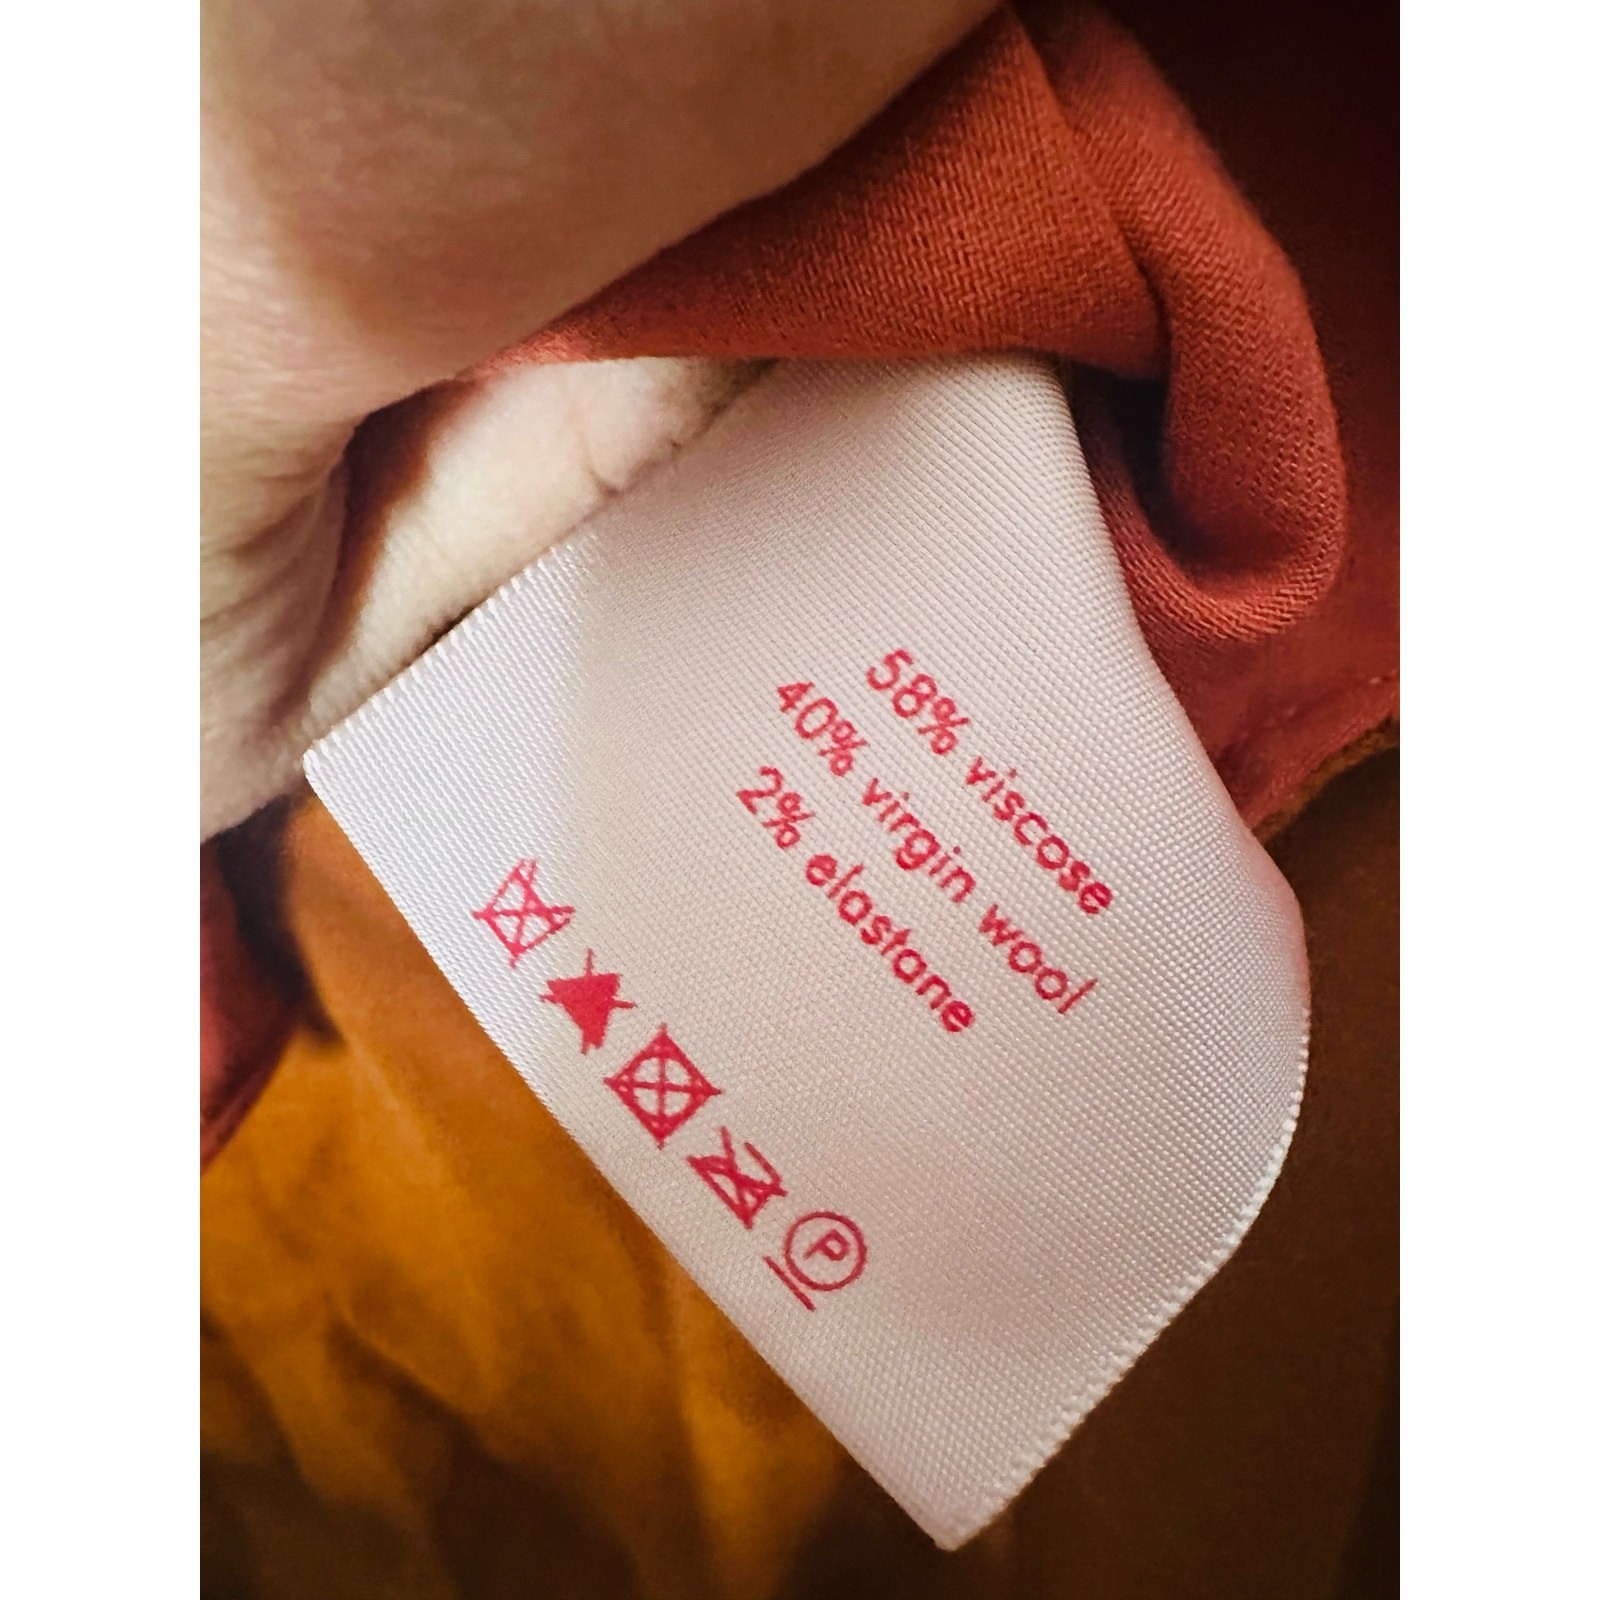 58% viscose
40% virgin wool
2% elastane
P